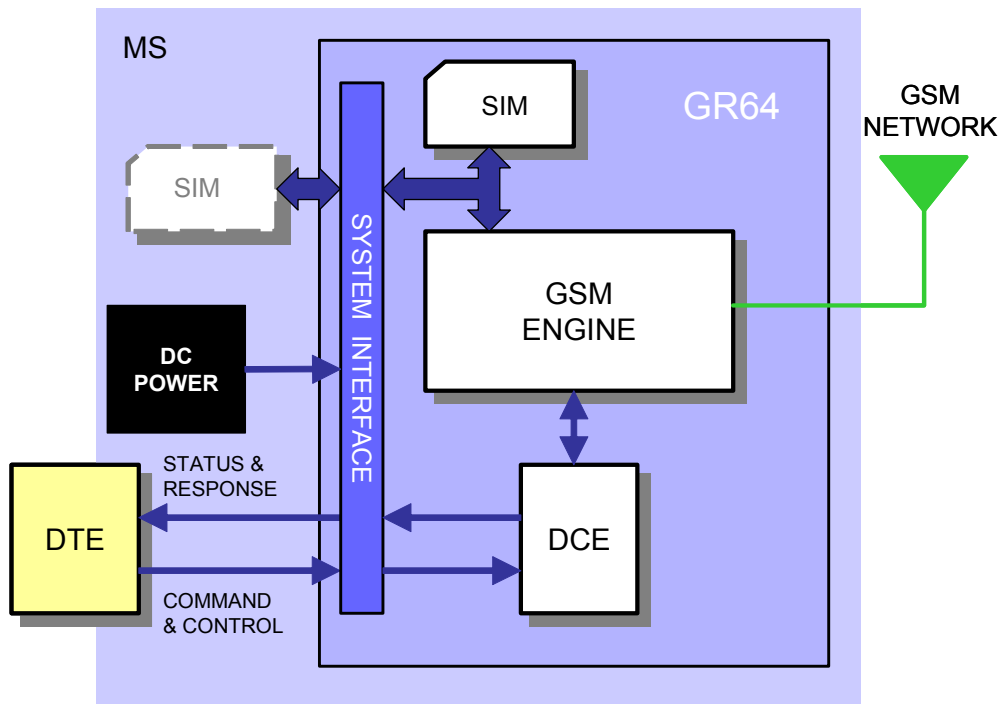 MS
GR64
SIM
GSM
NETWORK
SIM
SYSTEM INTERFACE
GSM
ENGINE
DC
POWER
STATUS &
RESPONSE
DTE
DCE
COMMAND
& CONTROL